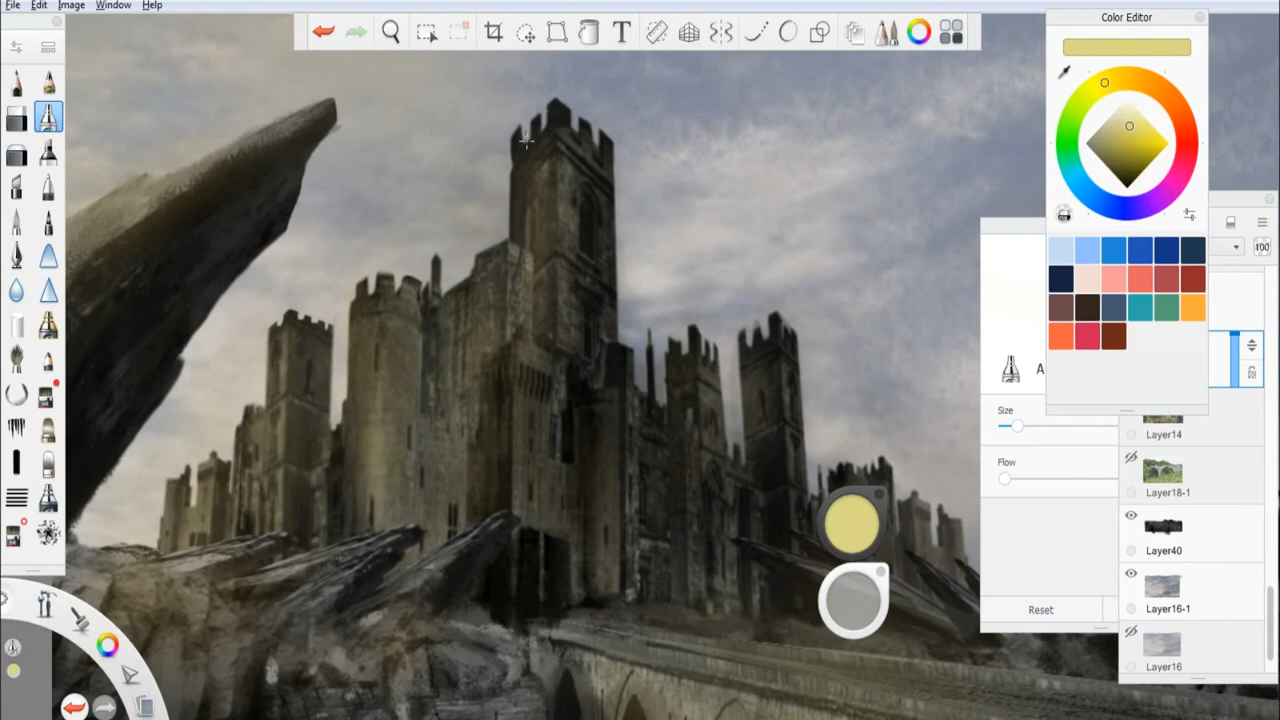 File Edit Image Window Help
T
Color Editor
100
A
Size
Flow
Reset
Layer14
Layer18-1
Layer40
Layer16-1
Layer16